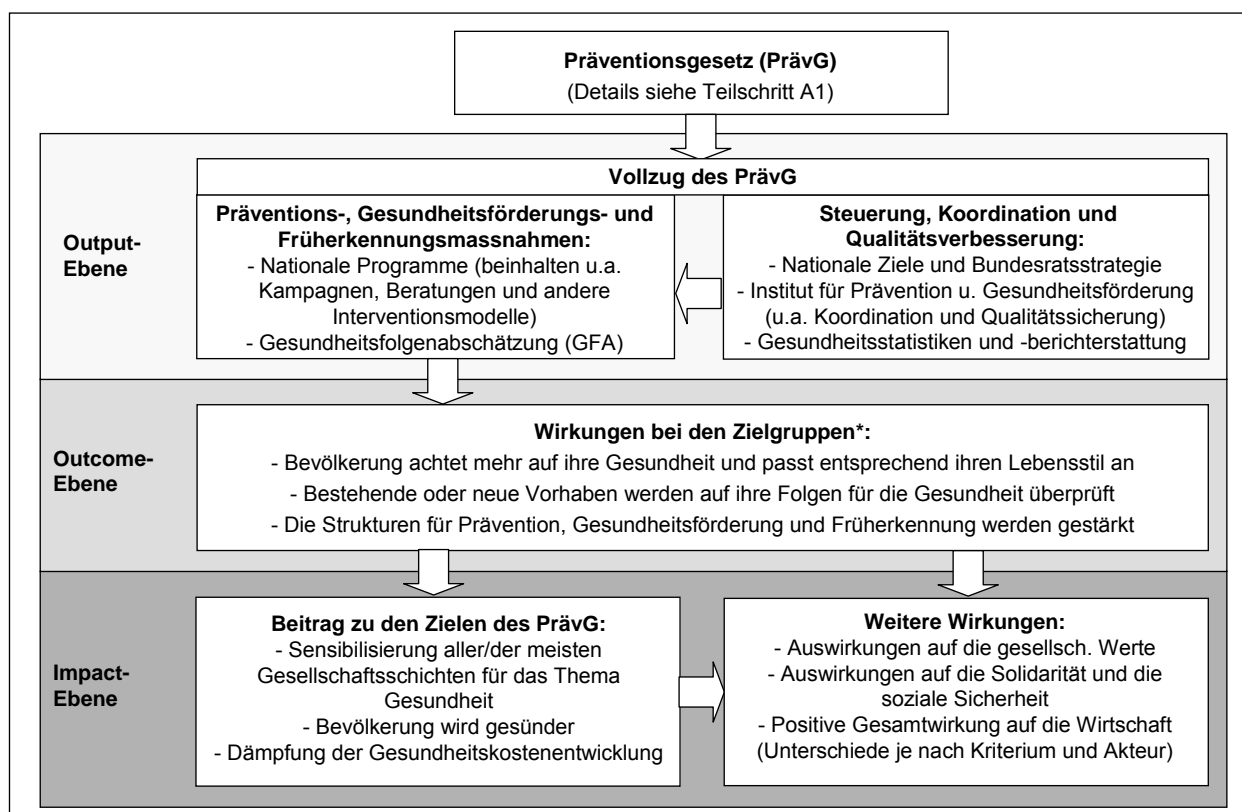 Präventionsgesetz (PrävG)
(Details siehe Teilschritt A1)
Output-
Ebene
Vollzug des PrävG
Präventions-, Gesundheitsförderungs- und
Früherkennungsmassnahmen:
- Nationale Programme (beinhalten u.a.
Kampagnen, Beratungen und andere
Interventionsmodelle)
- Gesundheitsfolgenabschätzung (GFA)
Steuerung, Koordination und
Qualitätsverbesserung:
- Nationale Ziele und Bundesratsstrategie
- Institut für Prävention u. Gesundheitsförderung
(u.a. Koordination und Qualitätssicherung)
- Gesundheitsstatistiken und -berichterstattung
Outcome-
Ebene
Wirkungen bei den Zielgruppen*:
- Bevölkerung achtet mehr auf ihre Gesundheit und passt entsprechend ihren Lebensstil an
- Bestehende oder neue Vorhaben werden auf ihre Folgen für die Gesundheit überprüft
- Die Strukturen für Prävention, Gesundheitsförderung und Früherkennung werden gestärkt
Impact-
Ebene
Beitrag zu den Zielen des PrävG:
- Sensibilisierung aller/der meisten
Gesellschaftsschichten für das Thema
Gesundheit
- Bevölkerung wird gesünder
- Dämpfung der Gesundheitskostenentwicklung
Weitere Wirkungen:
- Auswirkungen auf die gesellsch. Werte
- Auswirkungen auf die Solidarität und die
soziale Sicherheit
- Positive Gesamtwirkung auf die Wirtschaft
(Unterschiede je nach Kriterium und Akteur)